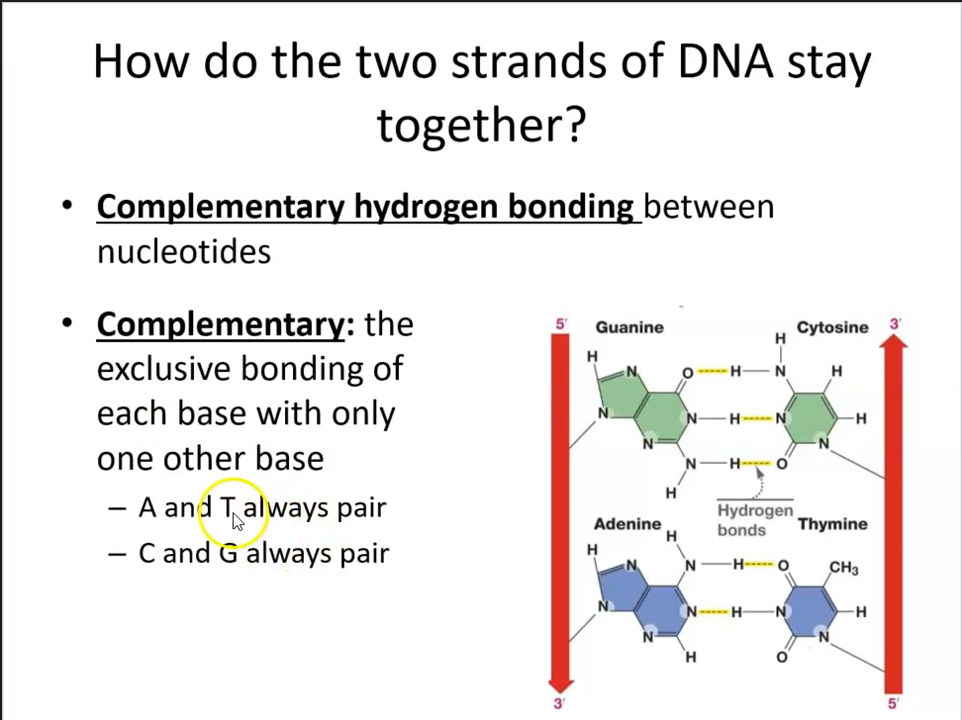 How do the two strands of DNA stay
together?
• Complementary hydrogen bonding between
nucleotides
• Complementary: the
exclusive bonding of
each base with only
one other base
– A and T always pair
– C and G always pair
5′ Guanine Cytosine 3′
H
H N O H N H
N N H N H
N N
N H O
H
Hydrogen
bonds
Adenine Thymine
H
H N N H O CH₃
N N H N H
N N
H O
3′ 5′